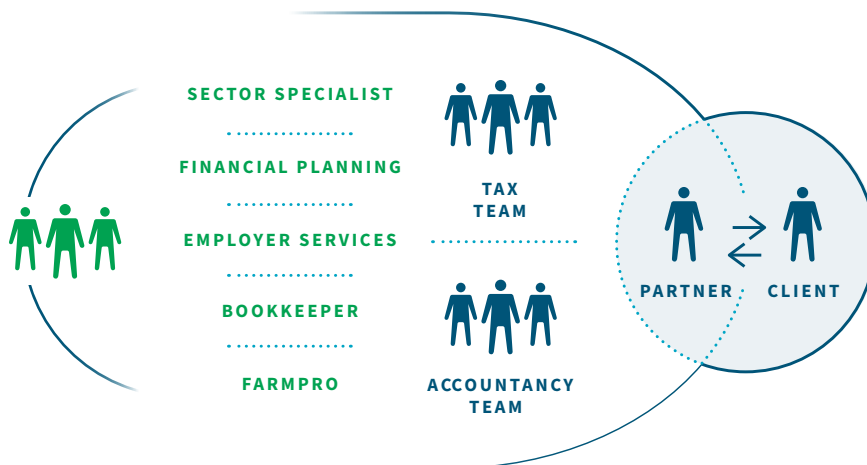 SECTOR SPECIALIST
FINANCIAL PLANNING
EMPLOYER SERVICES
BOOKKEEPER
FARMPRO
TAX
TEAM
ACCOUNTANCY
TEAM
PARTNER
CLIENT